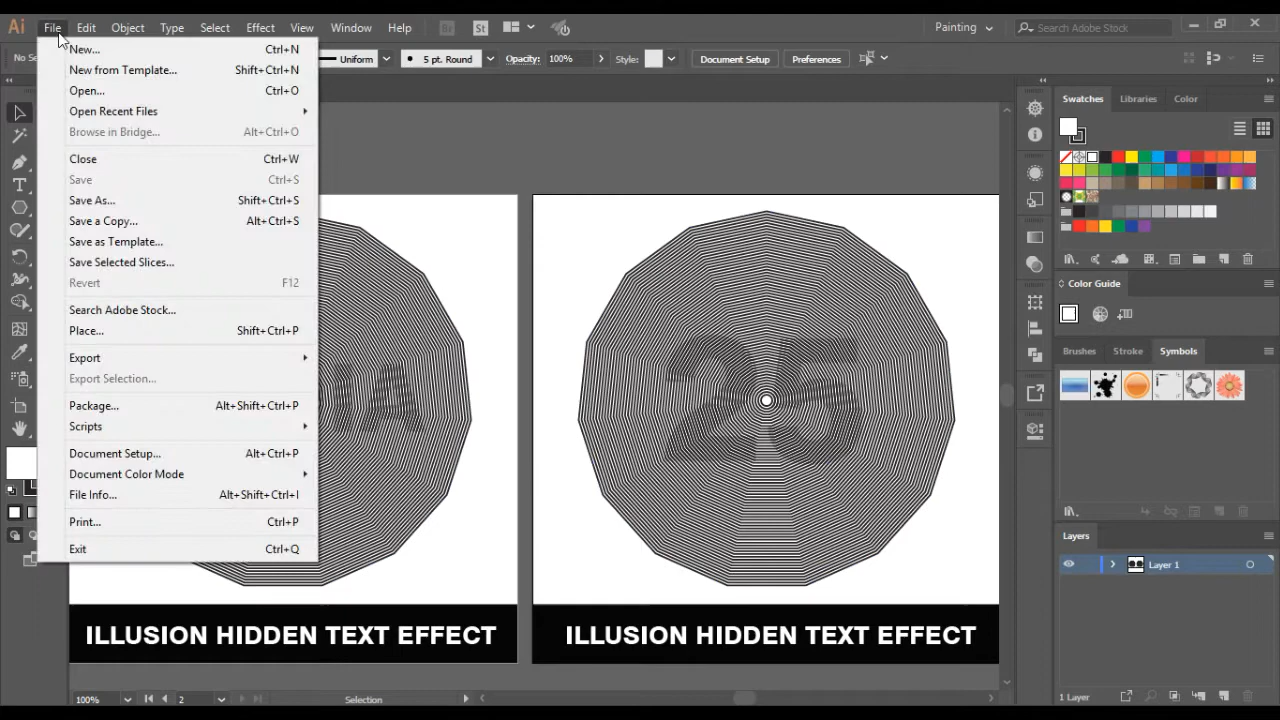 Ai File Edit Object Type Select Effect View Window Help Br St Painting Search Adobe Stock
No Se Uniform 5 pt. Round Opacity: 100% Style: Document Setup Preferences
New... Ctrl+N
New from Template... Shift+Ctrl+N
Open... Ctrl+O
Open Recent Files
Browse in Bridge... Alt+Ctrl+O
Close Ctrl+W
Save Ctrl+S
Save As... Shift+Ctrl+S
Save a Copy... Alt+Ctrl+S
Save as Template...
Save Selected Slices...
Revert F12
Search Adobe Stock...
Place... Shift+Ctrl+P
Export
Export Selection...
Package... Alt+Shift+Ctrl+P
Scripts
Document Setup... Alt+Ctrl+P
Document Color Mode
File Info... Alt+Shift+Ctrl+I
Print... Ctrl+P
Exit Ctrl+Q
25
ILLUSION HIDDEN TEXT EFFECT
ILLUSION HIDDEN TEXT EFFECT
Swatches Libraries Color
Color Guide
Brushes Stroke Symbols
Layers
Layer 1
1 Layer
100% 2 Selection